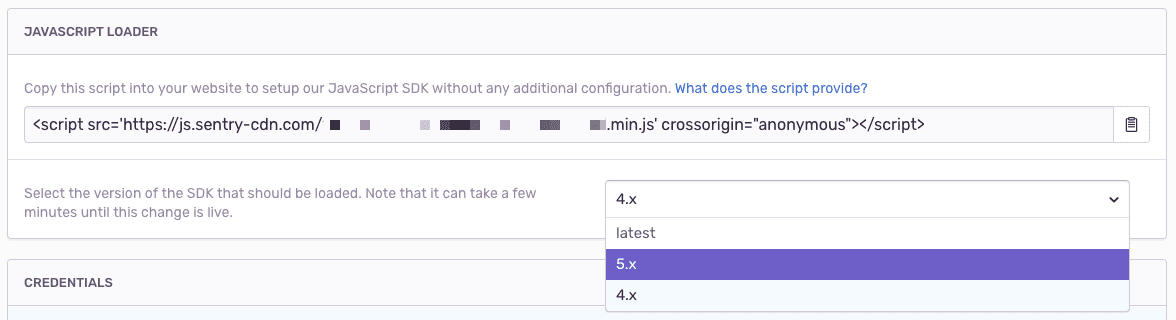 JAVASCRIPT LOADER
Copy this script into your website to setup our JavaScript SDK without any additional configuration. What does the script provide?
<script src='https://js.sentry-cdn.com/ .min.js' crossorigin="anonymous"></script>
Select the version of the SDK that should be loaded. Note that it can take a few
minutes until this change is live.
4.x
latest
5.x
4.x
CREDENTIALS